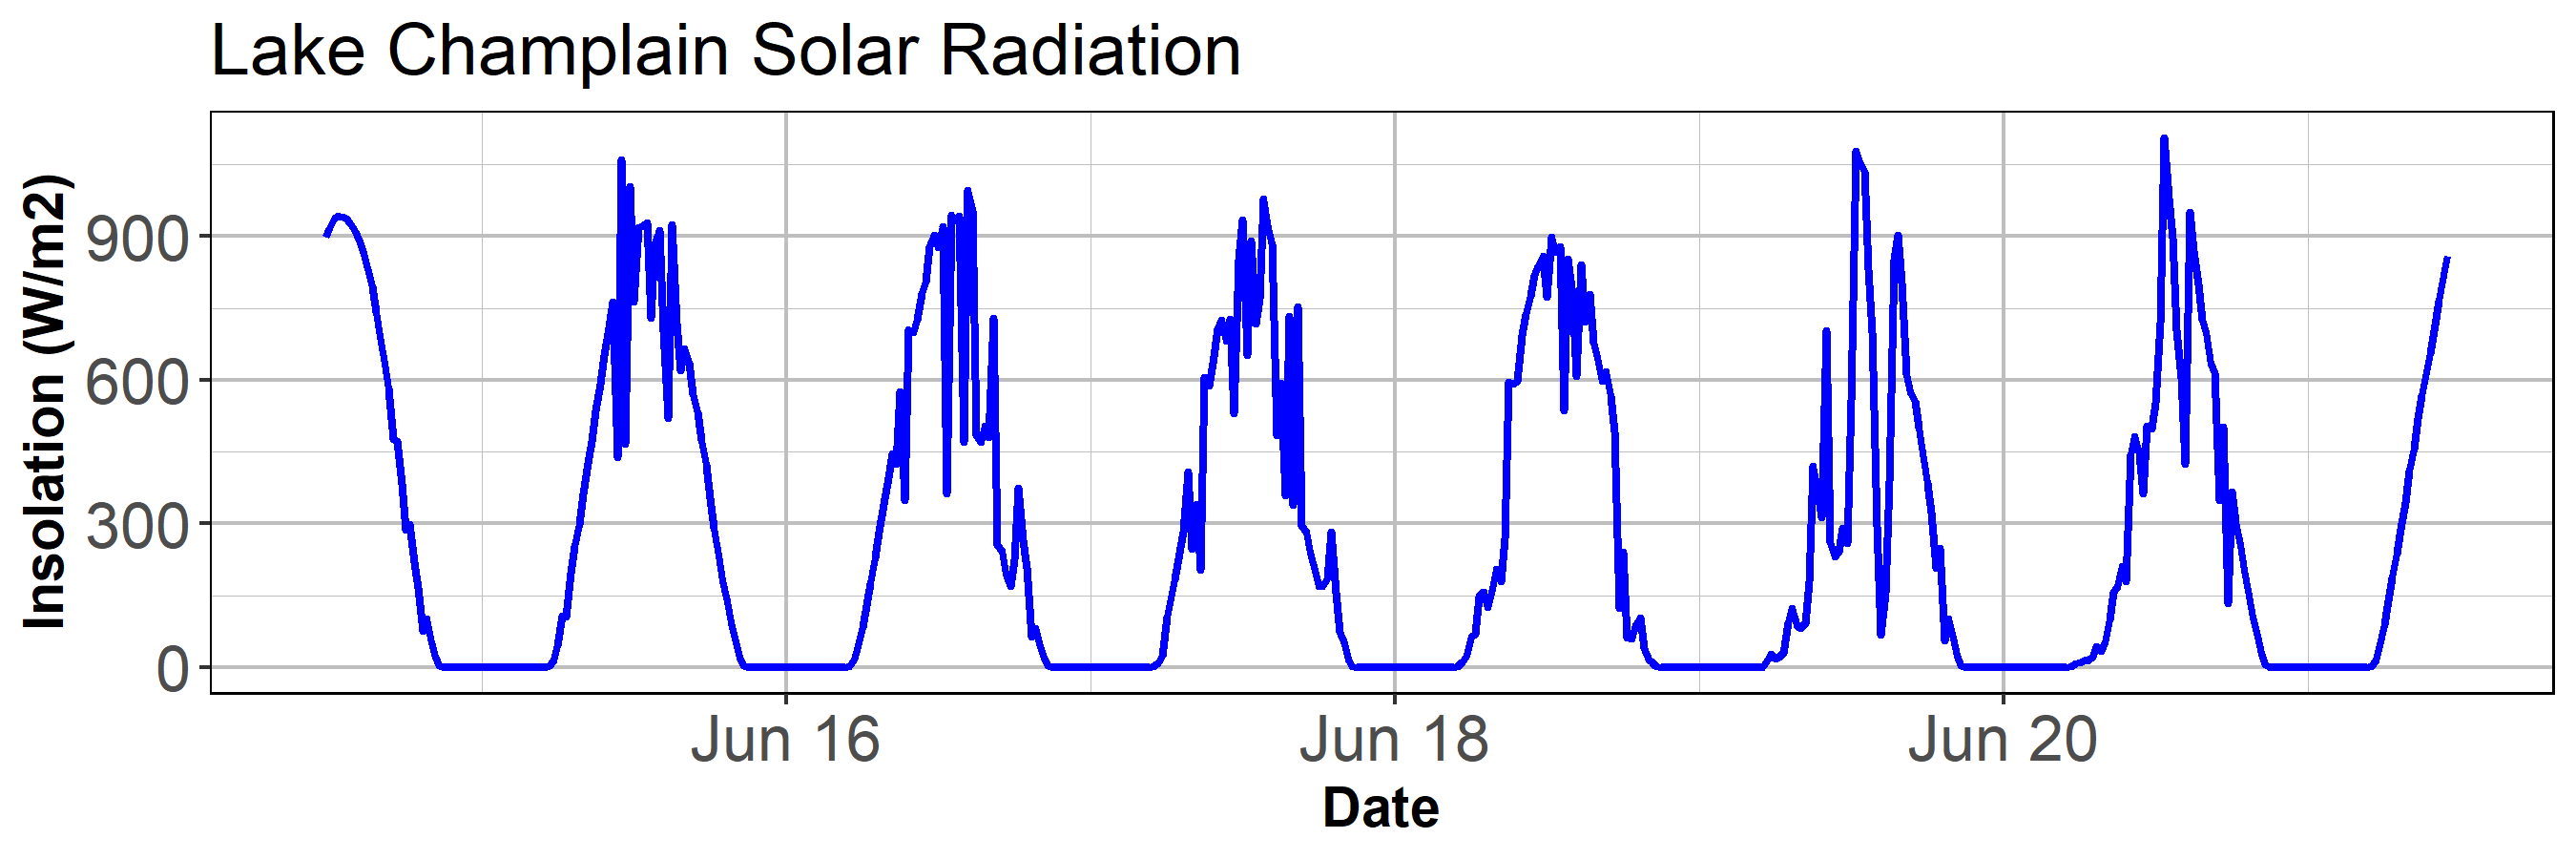 Lake Champlain Solar Radiation
Insolation (W/m2)
900
600
300
0
Jun 16
Jun 18
Jun 20
Date